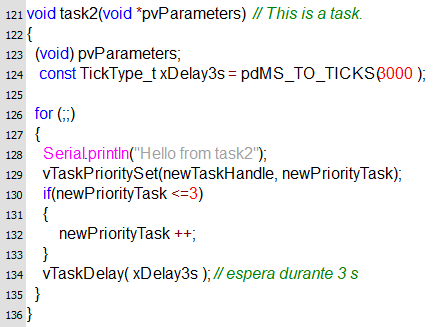 121 void task2(void *pvParameters) // This is a task.
122 {
123 (void) pvParameters;
124 const TickType_t xDelay3s = pdMS_TO_TICKS(3000 );
125
126 for (;;)
127 {
128 Serial.println("Hello from task2");
129 vTaskPrioritySet(newTaskHandle, newPriorityTask);
130 if(newPriorityTask <=3)
131 {
132 newPriorityTask ++;
133 }
134 vTaskDelay( xDelay3s ); // espera durante 3 s
135 }
136 }